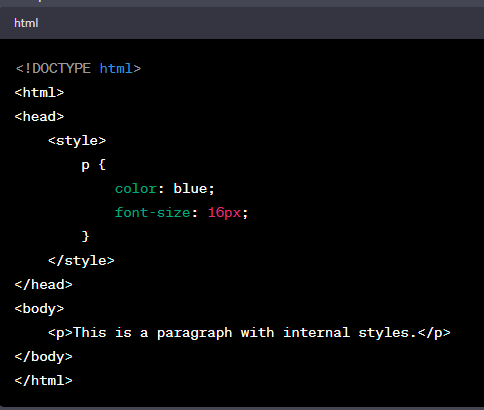 html
<!DOCTYPE html>
<html>
<head>
    <style>
        p {
            color: blue;
            font-size: 16px;
        }
    </style>
</head>
<body>
    <p>This is a paragraph with internal styles.</p>
</body>
</html>